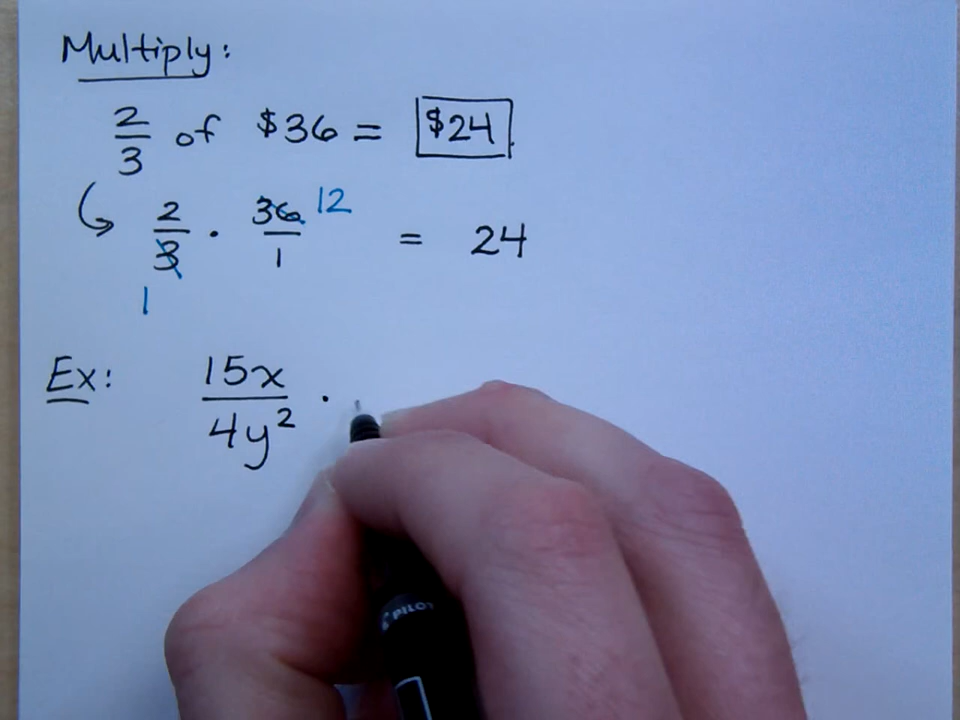 Multiply:
2/3 of $36 = $24.
2/3 · 36/1 = 24
12
1
Ex: 15x/4y² ·
PILOT